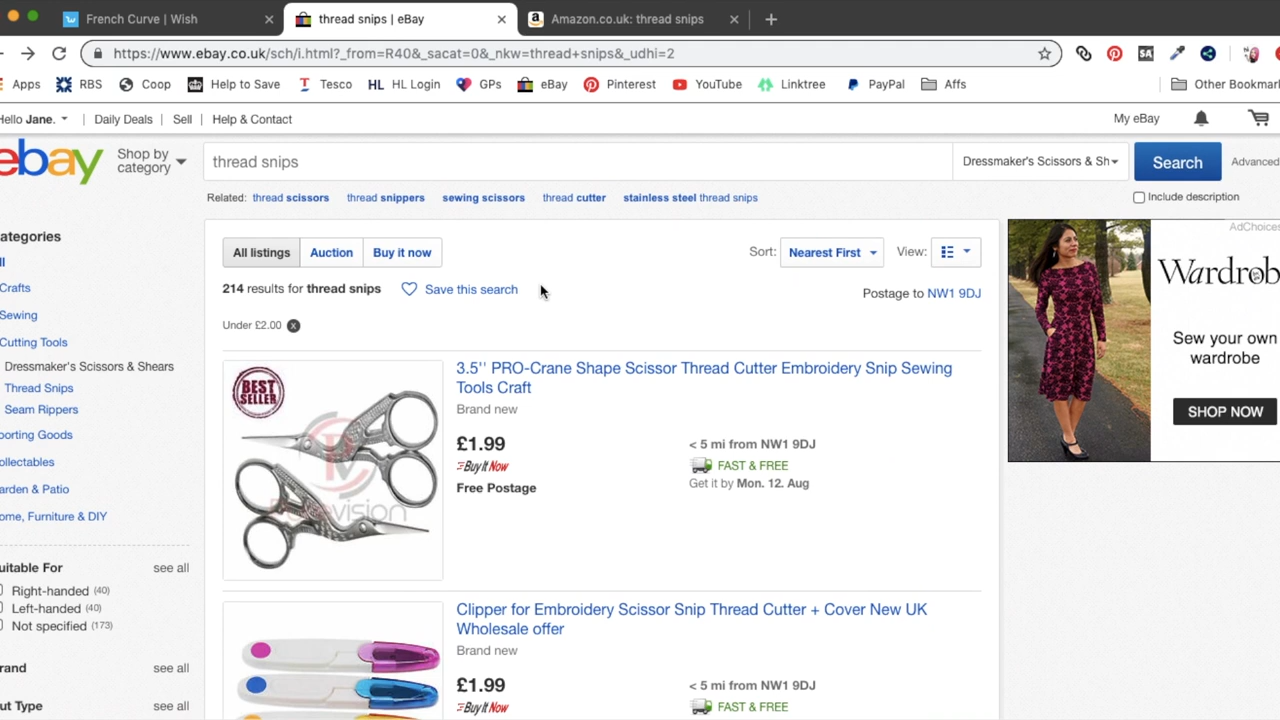 French Curve | Wish
thread snips | eBay
Amazon.co.uk: thread snips
https://www.ebay.co.uk/sch/i.html?_from=R40&_sacat=0&_nkw=thread+snips&_udhi=2
SA
Apps
RBS
Coop
Help to Save
Tesco
HL HL Login
GPs
eBay
Pinterest
YouTube
Linktree
PayPal
Affs
Other Bookmar
Hello Jane.
Daily Deals
Sell
Help & Contact
My eBay
ebay
Shop by
category
thread snips
Dressmaker's Scissors & Sh
Search
Advanced
Related: thread scissors thread snippers sewing scissors thread cutter stainless steel thread snips
Include description
ategories
ll
Crafts
Sewing
Cutting Tools
Dressmaker's Scissors & Shears
Thread Snips
Seam Rippers
porting Goods
ollectables
arden & Patio
ome, Furniture & DIY
uitable For see all
Right-handed (40)
Left-handed (40)
Not specified (173)
rand see all
ut Type see all
All listings Auction Buy it now
Sort: Nearest First View:
214 results for thread snips Save this search
Postage to NW1 9DJ
Under £2.00 x
BEST
SELLER
3.5'' PRO-Crane Shape Scissor Thread Cutter Embroidery Snip Sewing
Tools Craft
Brand new
£1.99
Buy It Now
Free Postage
< 5 mi from NW1 9DJ
FAST & FREE
Get it by Mon. 12. Aug
Clipper for Embroidery Scissor Snip Thread Cutter + Cover New UK
Wholesale offer
Brand new
£1.99
Buy It Now
< 5 mi from NW1 9DJ
FAST & FREE
AdChoices
Wardrob
Sew your own
wardrobe
SHOP NOW